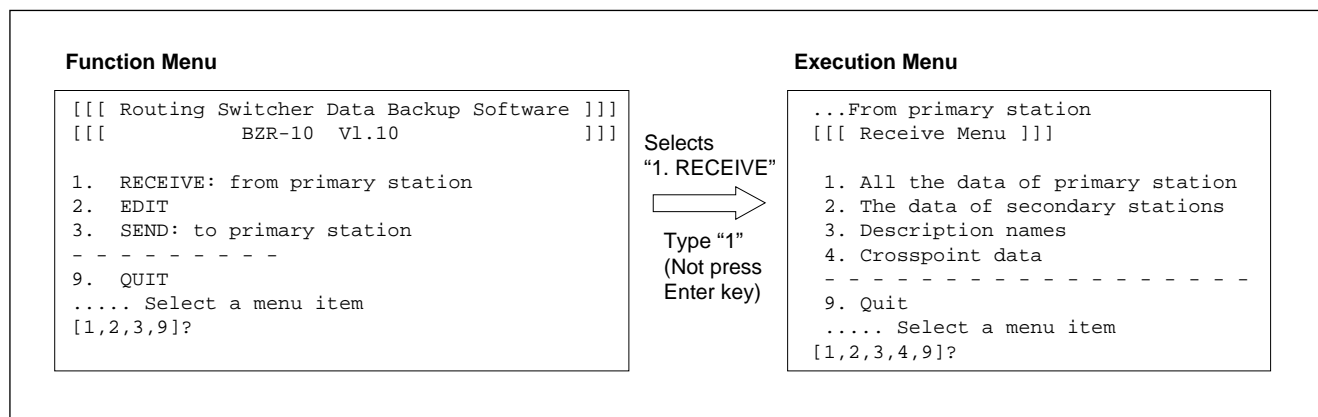 Function Menu
[[[ Routing Switcher Data Backup Software ]]]
[[[ BZR-10 V1.10 ]]]
1. RECEIVE: from primary station
2. EDIT
3. SEND: to primary station
- - - - - - - - -
9. QUIT
..... Select a menu item
[1,2,3,9]?
Selects
“1. RECEIVE”
Type “1”
(Not press
Enter key)
Execution Menu
...From primary station
[[[ Receive Menu ]]]
1. All the data of primary station
2. The data of secondary stations
3. Description names
4. Crosspoint data
- - - - - - - - - - - - - - - - - -
9. Quit
..... Select a menu item
[1,2,3,4,9]?